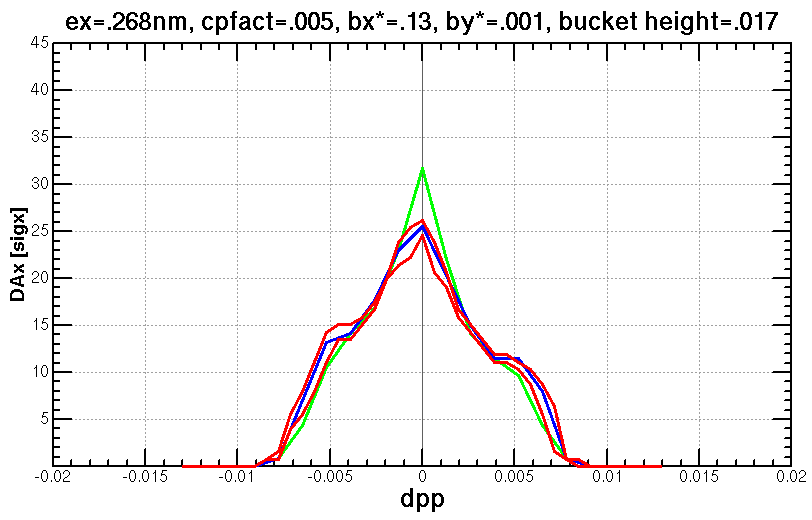 ex=.268nm, cpfact=.005, bx*=.13, by*=.001, bucket height=.017
45
40
35
30
25
20
15
10
5
DAx [sigx]
-0.02 -0.015 -0.01 -0.005 0 0.005 0.01 0.015 0.02
dpp